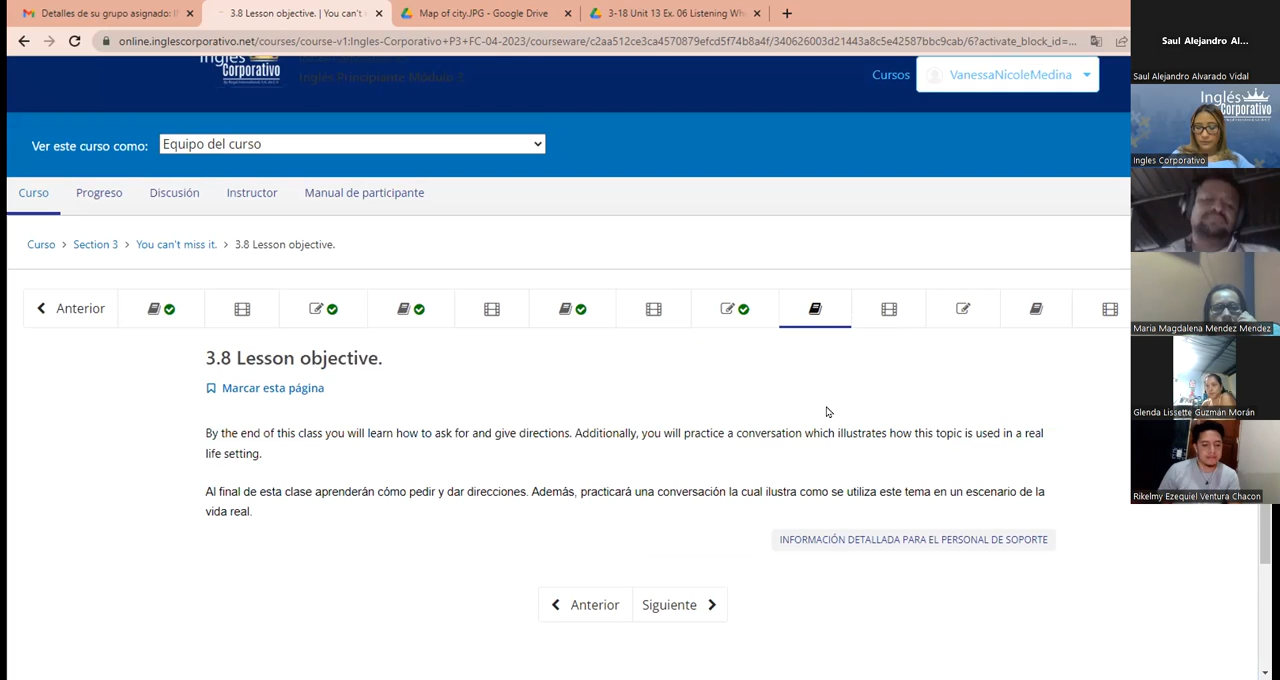 Detalles de su grupo asignado: I
3.8 Lesson objective. | You can't
Map of city.JPG - Google Drive
3-18 Unit 13 Ex. 06 Listening Wh
online.inglescorporativo.net/courses/course-v1:Ingles-Corporativo+P3+FC-04-2023/courseware/c2aa512ce3ca4570879efcd5f74b8a4f/340626003d21443a8c5e42587bbc9cab/6?activate_block_id=...
Inglés
Corporativo
Inglés Principiante Módulo
Cursos
VanessaNicoleMedina
Ver este curso como:
Equipo del curso
Curso
Progreso
Discusión
Instructor
Manual de participante
Curso > Section 3 > You can't miss it. > 3.8 Lesson objective.
Anterior
3.8 Lesson objective.
Marcar esta página
By the end of this class you will learn how to ask for and give directions. Additionally, you will practice a conversation which illustrates how this topic is used in a real
life setting.
Al final de esta clase aprenderán cómo pedir y dar direcciones. Además, practicará una conversación la cual ilustra como se utiliza este tema en un escenario de la
vida real.
INFORMACIÓN DETALLADA PARA EL PERSONAL DE SOPORTE
Anterior
Siguiente
Saul Alejandro Al...
Saul Alejandro Alvarado Vidal
Inglés
Corporativo
Ingles Corporativo
Maria Magdalena Mendez Mendez
Glenda Lissette Guzmán Morán
Rikelmy Ezequiel Ventura Chacon